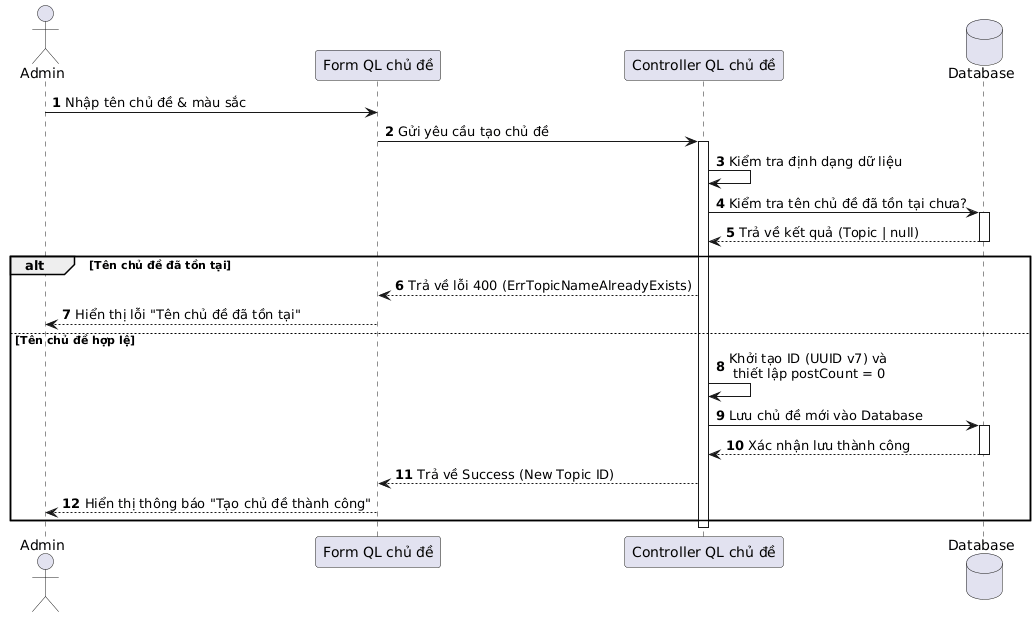 Admin
Form QL chủ đề
Controller QL chủ đề
Database
1 Nhập tên chủ đề & màu sắc
2 Gửi yêu cầu tạo chủ đề
3 Kiểm tra định dạng dữ liệu
4 Kiểm tra tên chủ đề đã tồn tại chưa?
5 Trả về kết quả (Topic | null)
alt [Tên chủ đề đã tồn tại]
6 Trả về lỗi 400 (ErrTopicNameAlreadyExists)
7 Hiển thị lỗi "Tên chủ đề đã tồn tại"
[Tên chủ đề hợp lệ]
8 Khởi tạo ID (UUID v7) và
thiết lập postCount = 0
9 Lưu chủ đề mới vào Database
10 Xác nhận lưu thành công
11 Trả về Success (New Topic ID)
12 Hiển thị thông báo "Tạo chủ đề thành công"
Admin
Form QL chủ đề
Controller QL chủ đề
Database